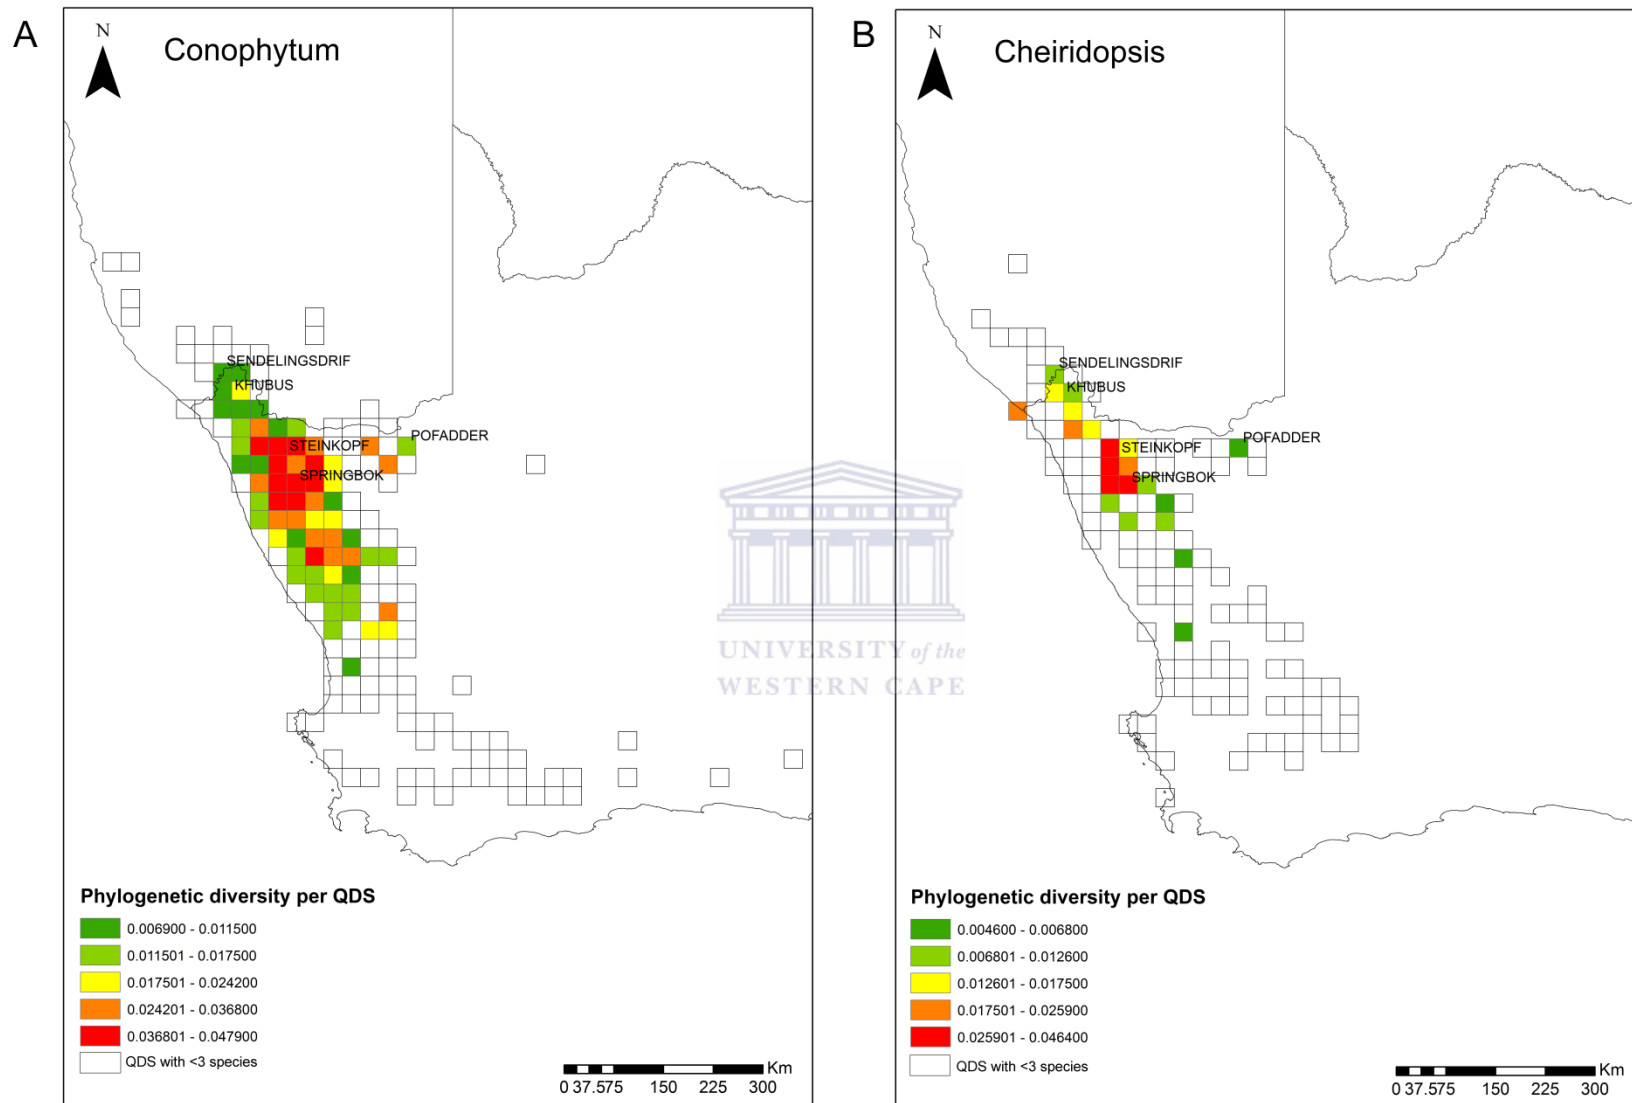 A
N
Conophytum
SENDELINGSDRIF
KHUBUS
POFADDER
STEINKOPF
SPRINGBOK
Phylogenetic diversity per QDS
0.006900 - 0.011500
0.011501 - 0.017500
0.017501 - 0.024200
0.024201 - 0.036800
0.036801 - 0.047900
QDS with <3 species
Km
0 37.575 150 225 300
UNIVERSITY of the
WESTERN CAPE
B
N
Cheiridopsis
SENDELINGSDRIF
KHUBUS
POFADDER
STEINKOPF
SPRINGBOK
Phylogenetic diversity per QDS
0.004600 - 0.006800
0.006801 - 0.012600
0.012601 - 0.017500
0.017501 - 0.025900
0.025901 - 0.046400
QDS with <3 species
Km
0 37.575 150 225 300